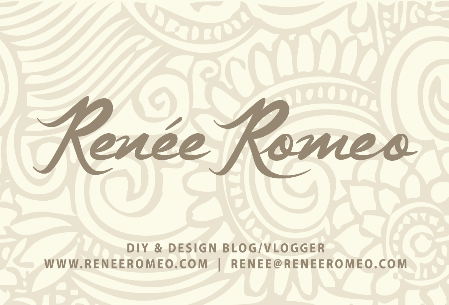 Renée Romeo
DIY & DESIGN BLOG/VLOGGER
WWW.RENEEROMEO.COM | RENEE@RENEEROMEO.COM